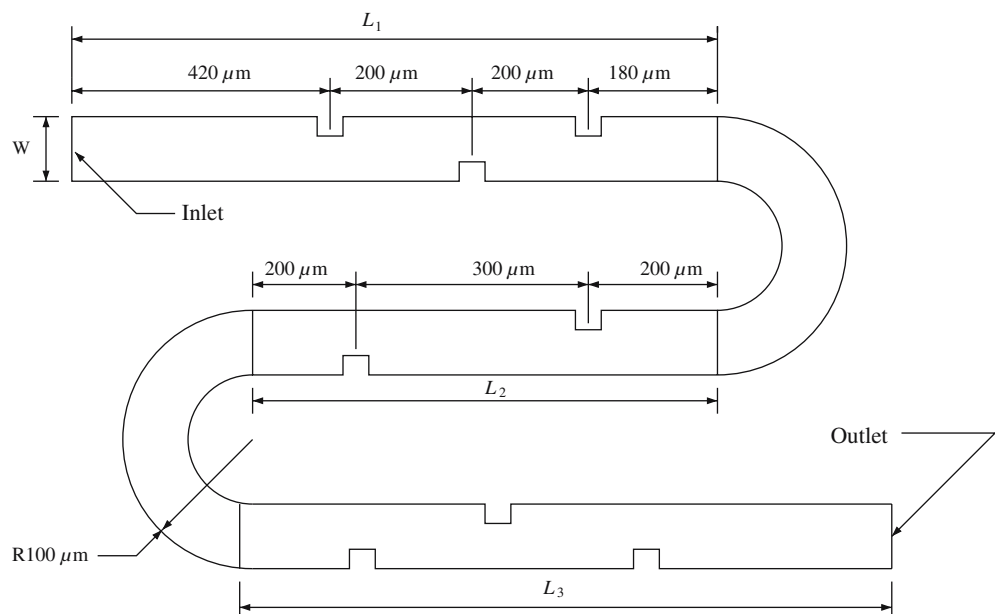 L₁
420 µm 200 µm 200 µm 180 µm
W
Inlet
200 µm 300 µm 200 µm
L₂
Outlet
R100 µm
L₃